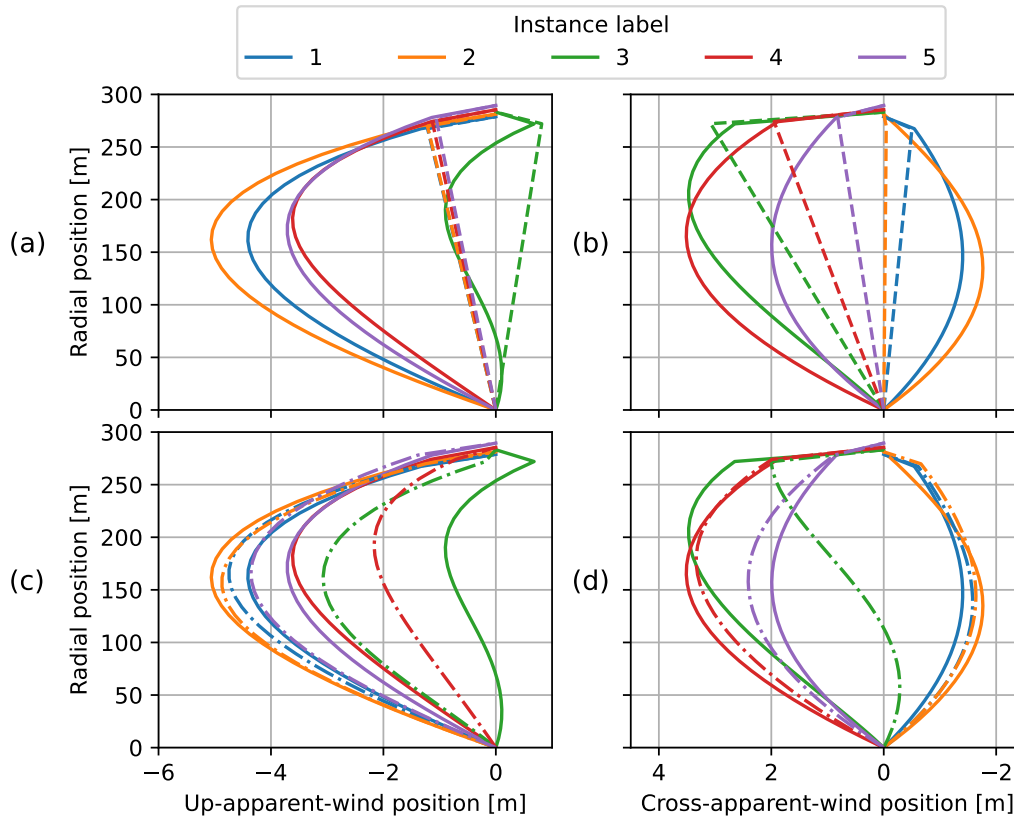 Instance label
1 2 3 4 5
300
250
200
150
100
50
0
Radial position [m]
(a)
(b)
300
250
200
150
100
50
0
Radial position [m]
(c)
(d)
−6 −4 −2 0
4 2 0 −2
Up-apparent-wind position [m]
Cross-apparent-wind position [m]